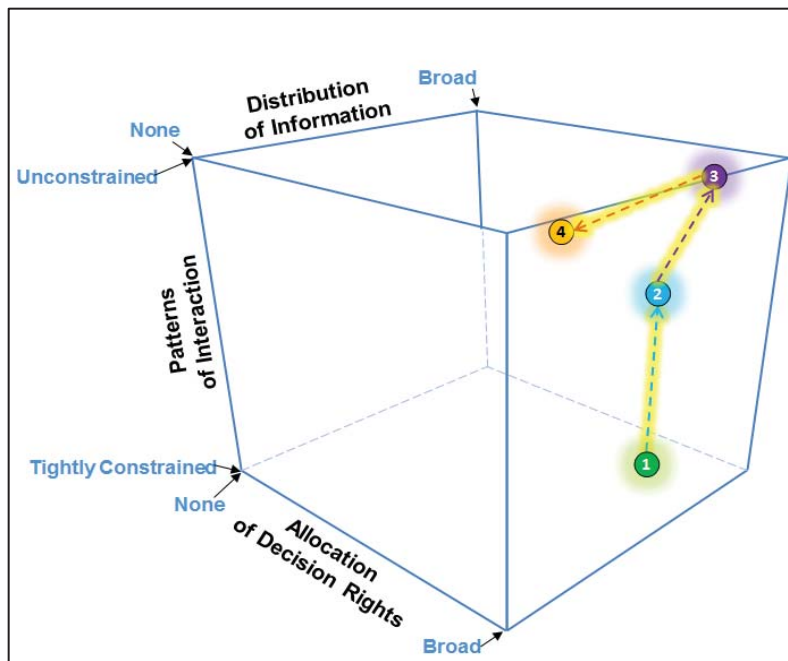 Broad
Distribution
of Information
None
Unconstrained
3
4
2
Patterns
of Interaction
Tightly Constrained
1
None
Allocation
of Decision Rights
Broad